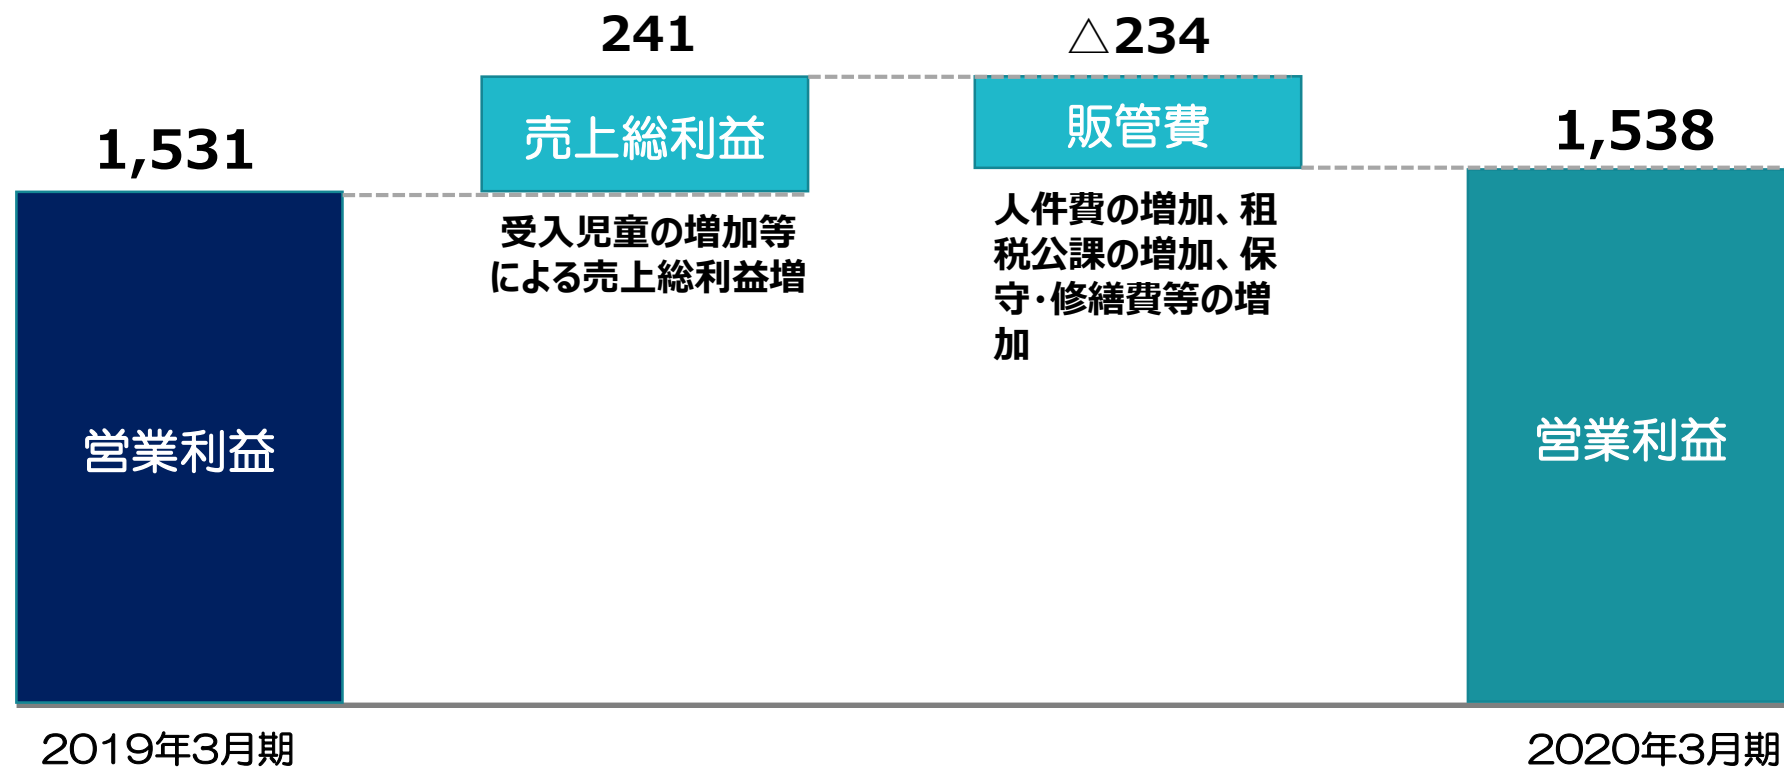 241
△234
1,531
売上総利益
販管費
1,538
受入児童の増加等
による売上総利益増
人件費の増加、租
税公課の増加、保
守・修繕費等の増
加
営業利益
営業利益
2019年3月期
2020年3月期